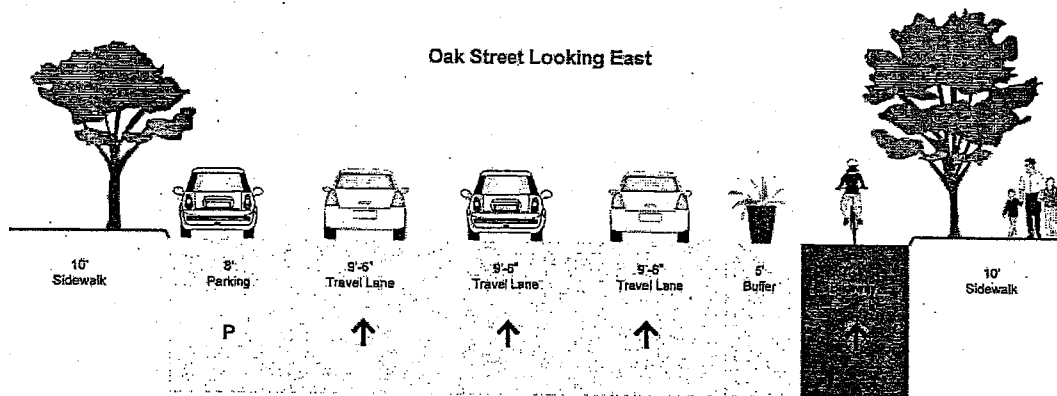 Oak Street Looking East
10'
Sidewalk
8'
Parking
9'-6"
Travel Lane
9'-6"
Travel Lane
9'-6"
Travel Lane
5'
Buffer
10'
Sidewalk
P